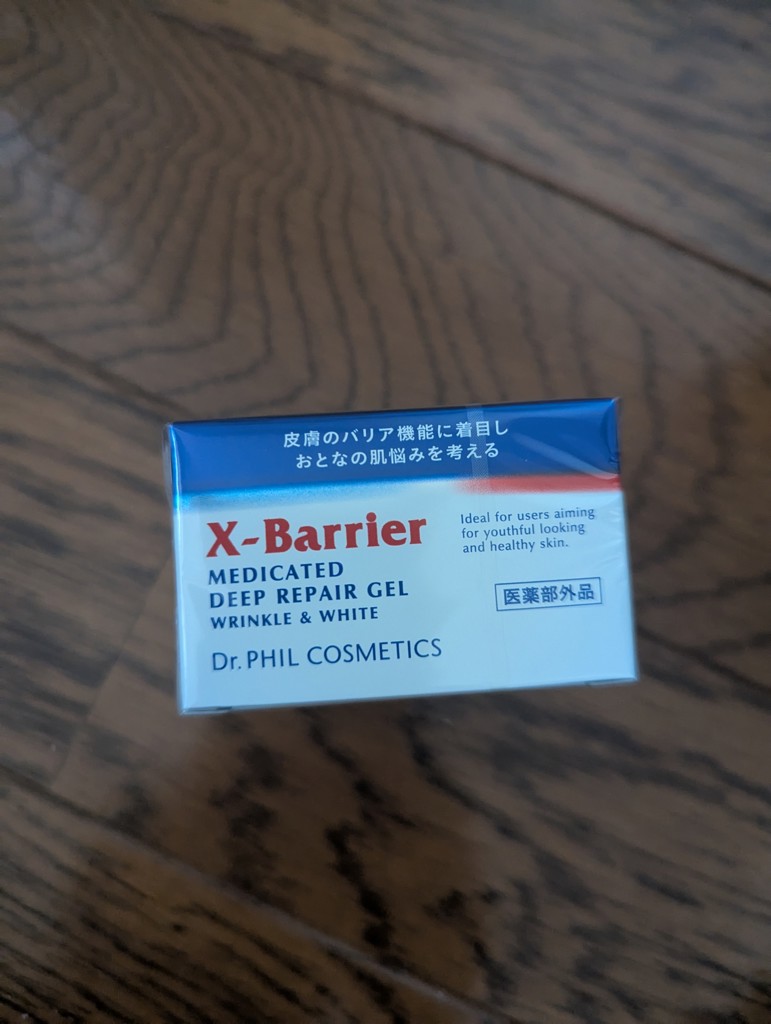 皮膚のバリア機能に着目し
おとなの肌悩みを考える
X-Barrier
MEDICATED
DEEP REPAIR GEL
WRINKLE & WHITE
Dr. PHIL COSMETICS
Ideal for users aiming
for youthful looking
and healthy skin.
医薬部外品